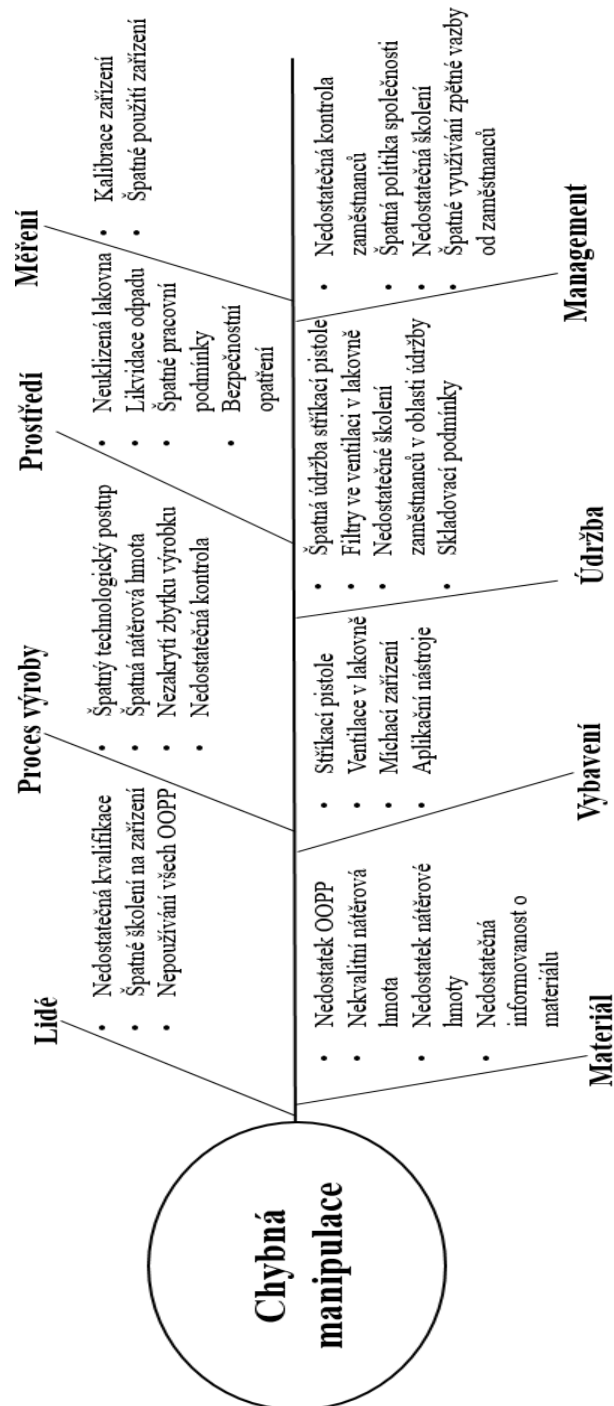 Lidé
• Nedostatečná kvalifikace
• Špatné školení na zařízení
• Nepoužívání všech OOPP
Proces výroby
• Špatný technologický postup
• Špatná nátěrová hmota
• Nezakrytí zbytku výrobku
• Nedostatečná kontrola
Prostředí
• Neuklizená lakovna
• Likvidace odpadu
• Špatné pracovní
podmínky
• Bezpečnostní
opatření
Měření
• Kalibrace zařízení
• Špatné použití zařízení
Chybná
manipulace
• Nedostatek OOPP
• Nekvalitní nátěrová
hmota
• Nedostatek nátěrové
hmoty
• Nedostatečná
informovanost o
materiálu
Materiál
• Stříkací pistole
• Ventilace v lakovně
• Míchací zařízení
• Aplikační nástroje
Vybavení
• Špatná údržba stříkací pistole
• Filtry ve ventilaci v lakovně
• Nedostatečné školení
zaměstnanců v oblasti údržby
• Skladovací podmínky
Údržba
• Nedostatečná kontrola
zaměstnanců
• Špatná politika společnosti
• Nedostatečná školení
• Špatné využívání zpětné vazby
od zaměstnanců
Management